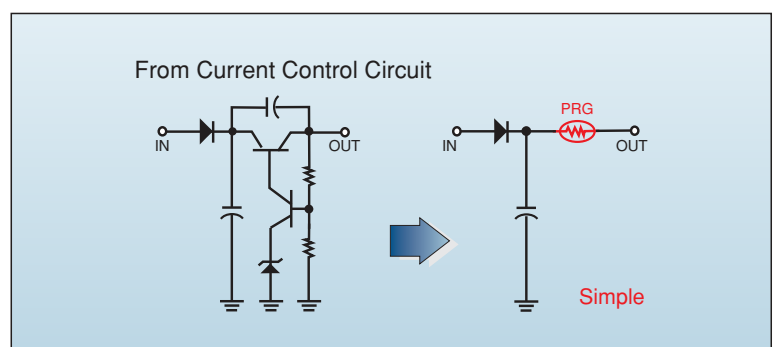 From Current Control Circuit
IN
OUT
PRG
IN
OUT
Simple